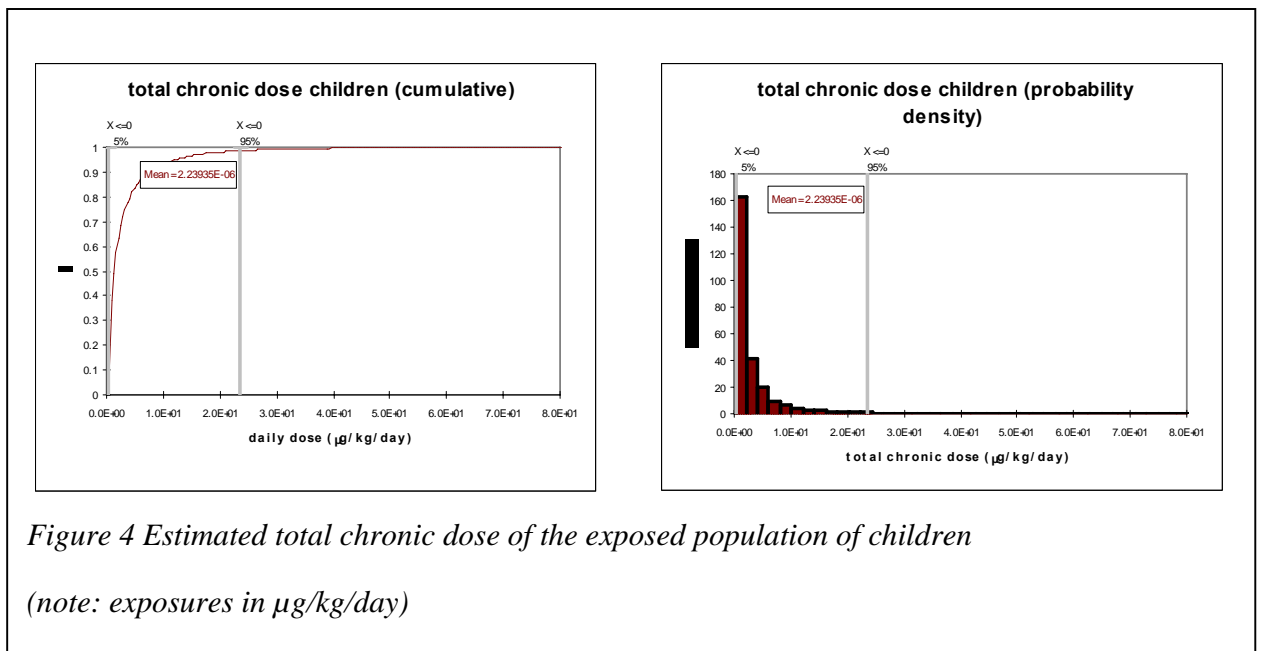 total chronic dose children (cumulative)
X <=0
5%
X <=0
95%
Mean=2.23935E-06
1
0.9
0.8
0.7
0.6
0.5
0.4
0.3
0.2
0.1
0
0.0E+00 1.0E+01 2.0E+01 3.0E+01 4.0E+01 5.0E+01 6.0E+01 7.0E+01 8.0E+01
daily dose (µg/kg/day)
total chronic dose children (probability
density)
X <=0
5%
X <=0
95%
Mean=2.23935E-06
180
160
140
120
100
80
60
40
20
0
0.0E+00 1.0E+01 2.0E+01 3.0E+01 4.0E+01 5.0E+01 6.0E+01 7.0E+01 8.0E+01
total chronic dose (µg/kg/day)
Figure 4 Estimated total chronic dose of the exposed population of children
(note: exposures in µg/kg/day)